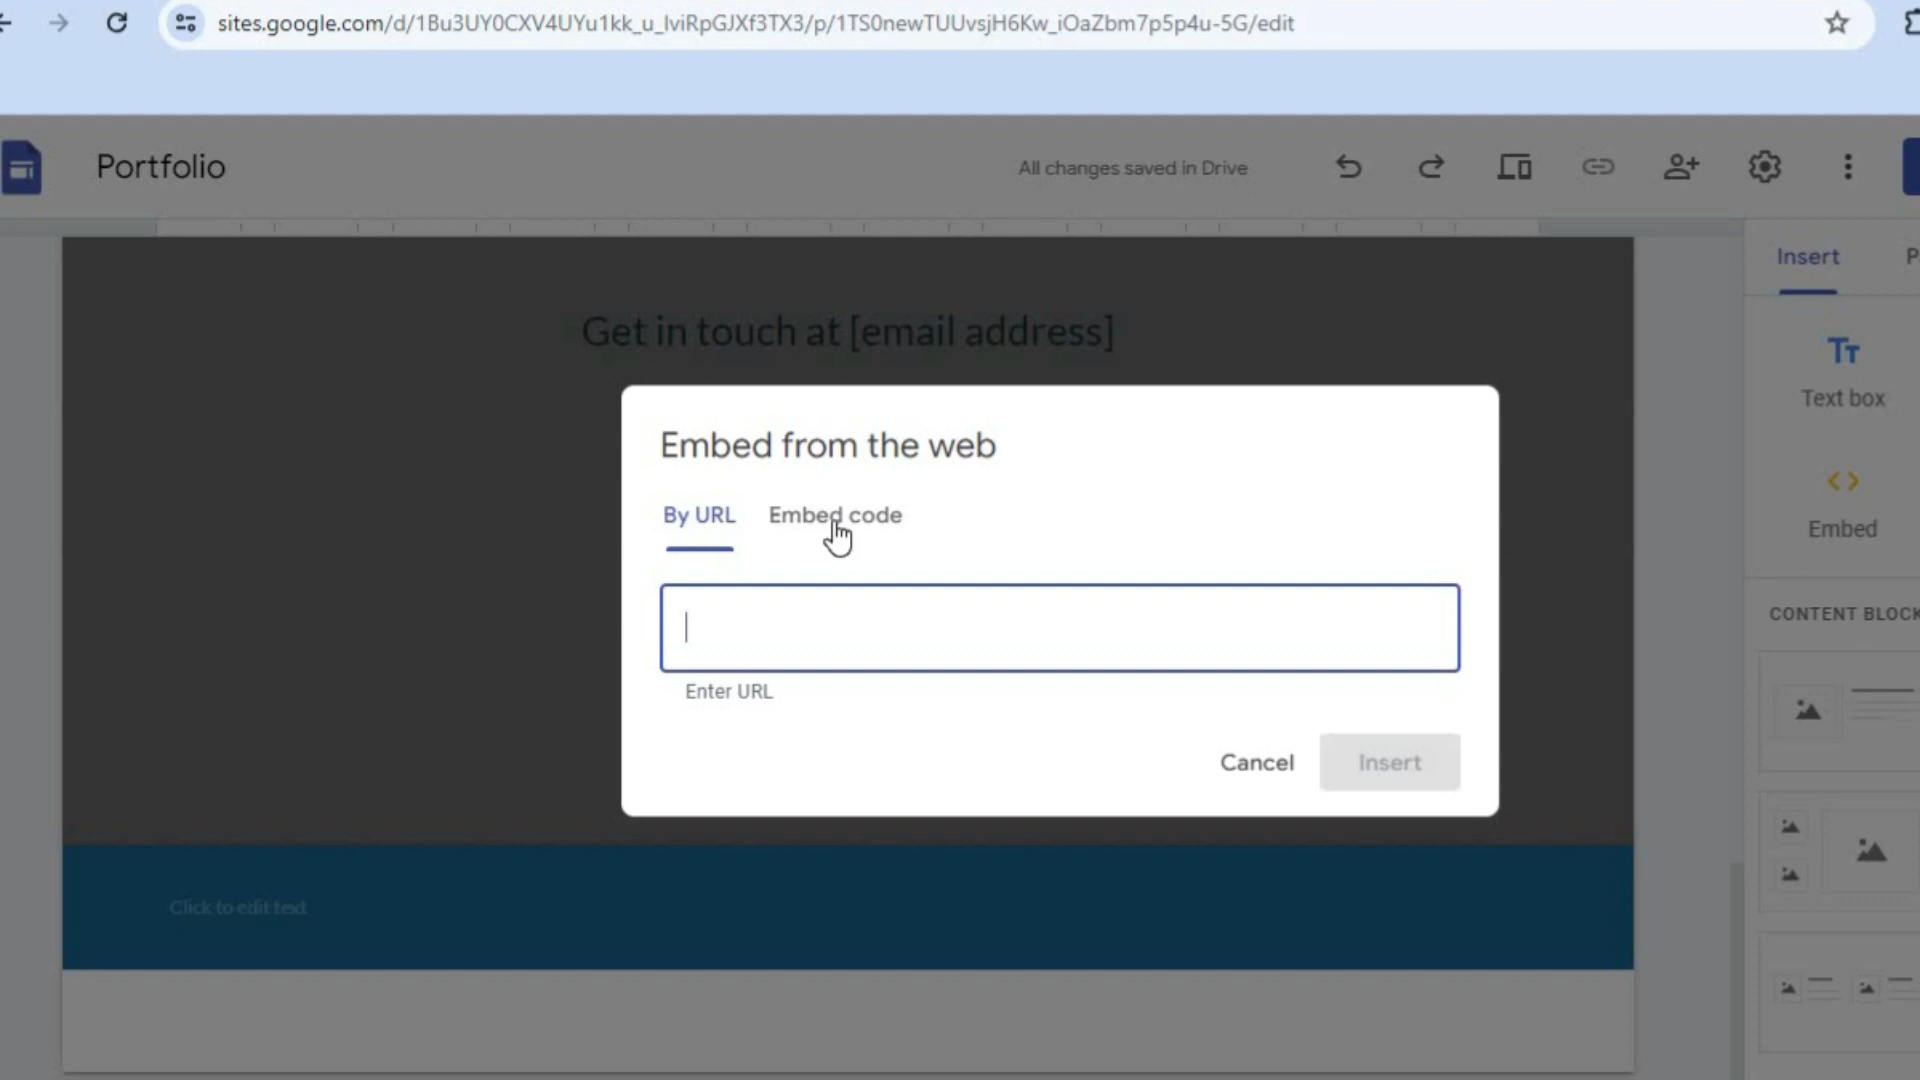 sites.google.com/d/1Bu3UY0CXV4UYu1kk_u_lviRpGJXf3TX3/p/1TS0newTUUvsjH6Kw_iOaZbm7p5p4u-5G/edit
Portfolio
All changes saved in Drive
Insert
P
Get in touch at [email address]
Text box
Embed from the web
By URL
Embed code
Embed
CONTENT BLOCK
Enter URL
Cancel
Insert
Click to edit text